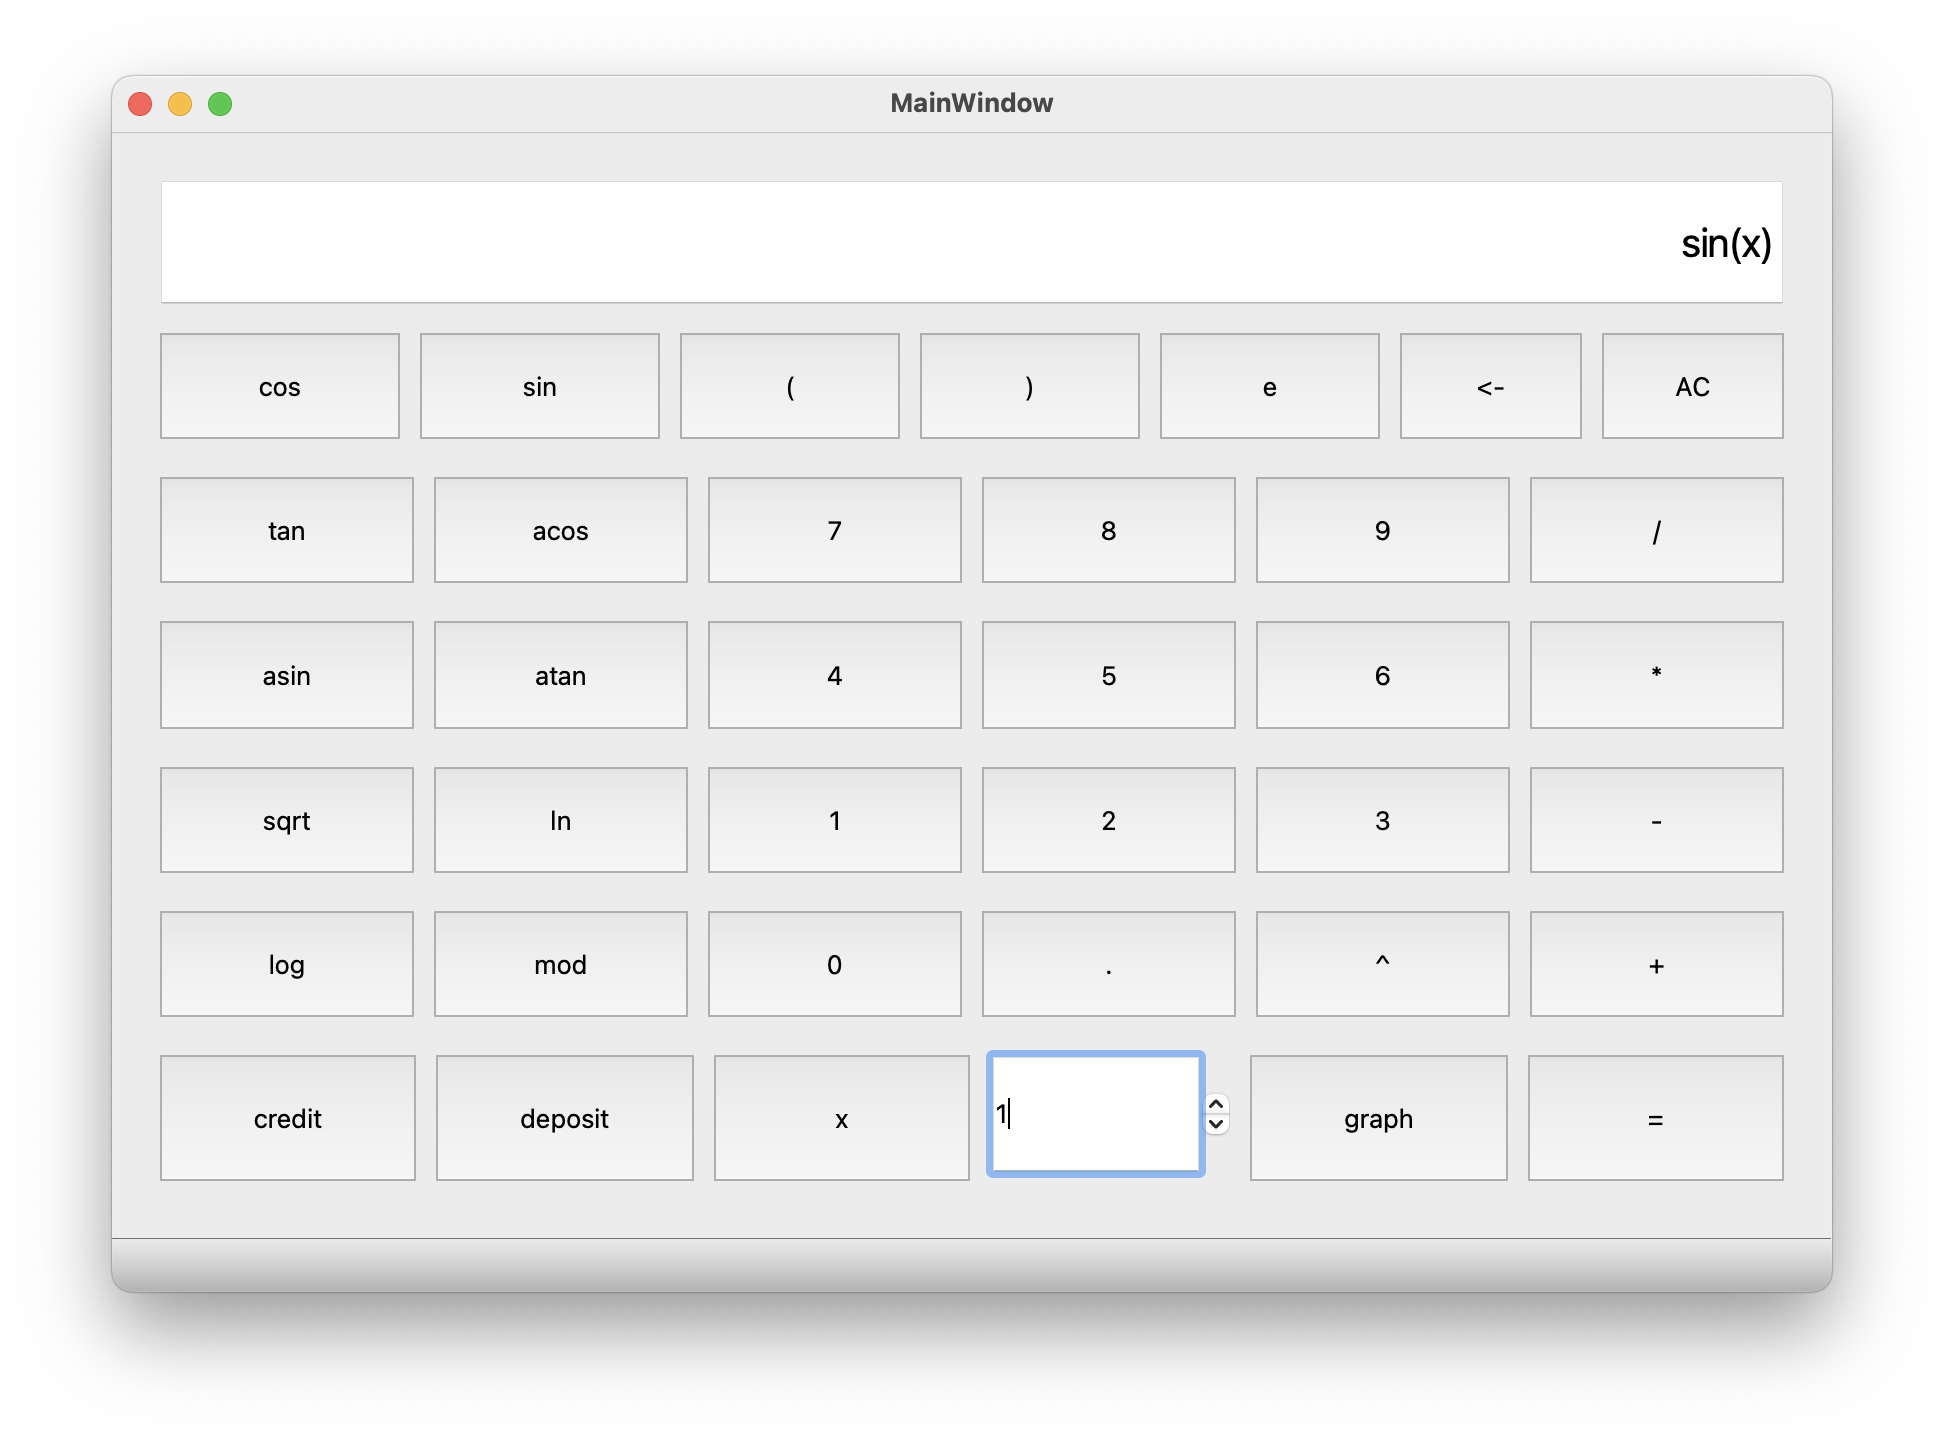 MainWindow
sin(x)
cos sin ( ) e <- AC
tan acos 7 8 9 /
asin atan 4 5 6 *
sqrt ln 1 2 3 -
log mod 0 . ^ +
credit deposit x 1 graph =